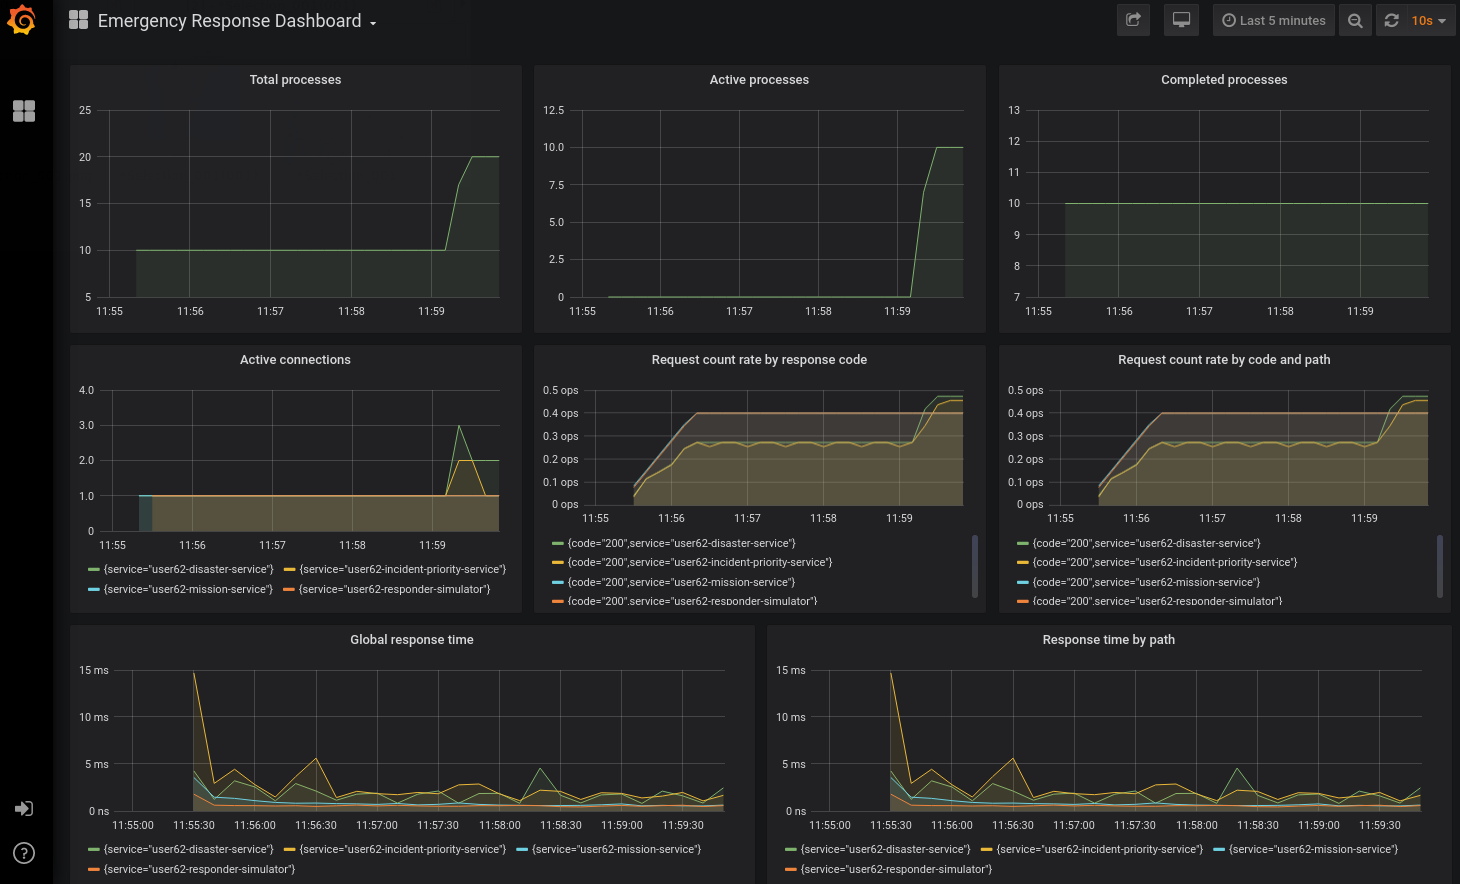 Emergency Response Dashboard
Last 5 minutes
10s
Total processes
25
20
15
10
5
11:55 11:56 11:57 11:58 11:59
Active processes
12.5
10.0
7.5
5.0
2.5
0
11:55 11:56 11:57 11:58 11:59
Completed processes
13
12
11
10
9
8
7
11:55 11:56 11:57 11:58 11:59
Active connections
4.0
3.0
2.0
1.0
0
11:55 11:56 11:57 11:58 11:59
{service="user62-disaster-service"} {service="user62-incident-priority-service"}
{service="user62-mission-service"} {service="user62-responder-simulator"}
Request count rate by response code
0.5 ops
0.4 ops
0.3 ops
0.2 ops
0.1 ops
0 ops
11:55 11:56 11:57 11:58 11:59
{code="200",service="user62-disaster-service"}
{code="200",service="user62-incident-priority-service"}
{code="200",service="user62-mission-service"}
{code="200",service="user62-responder-simulator"}
Request count rate by code and path
0.5 ops
0.4 ops
0.3 ops
0.2 ops
0.1 ops
0 ops
11:55 11:56 11:57 11:58 11:59
{code="200",service="user62-disaster-service"}
{code="200",service="user62-incident-priority-service"}
{code="200",service="user62-mission-service"}
{code="200",service="user62-responder-simulator"}
Global response time
15 ms
10 ms
5 ms
0 ns
11:55:00 11:55:30 11:56:00 11:56:30 11:57:00 11:57:30 11:58:00 11:58:30 11:59:00 11:59:30
{service="user62-disaster-service"} {service="user62-incident-priority-service"} {service="user62-mission-service"}
{service="user62-responder-simulator"}
Response time by path
15 ms
10 ms
5 ms
0 ns
11:55:00 11:55:30 11:56:00 11:56:30 11:57:00 11:57:30 11:58:00 11:58:30 11:59:00 11:59:30
{service="user62-disaster-service"} {service="user62-incident-priority-service"} {service="user62-mission-service"}
{service="user62-responder-simulator"}